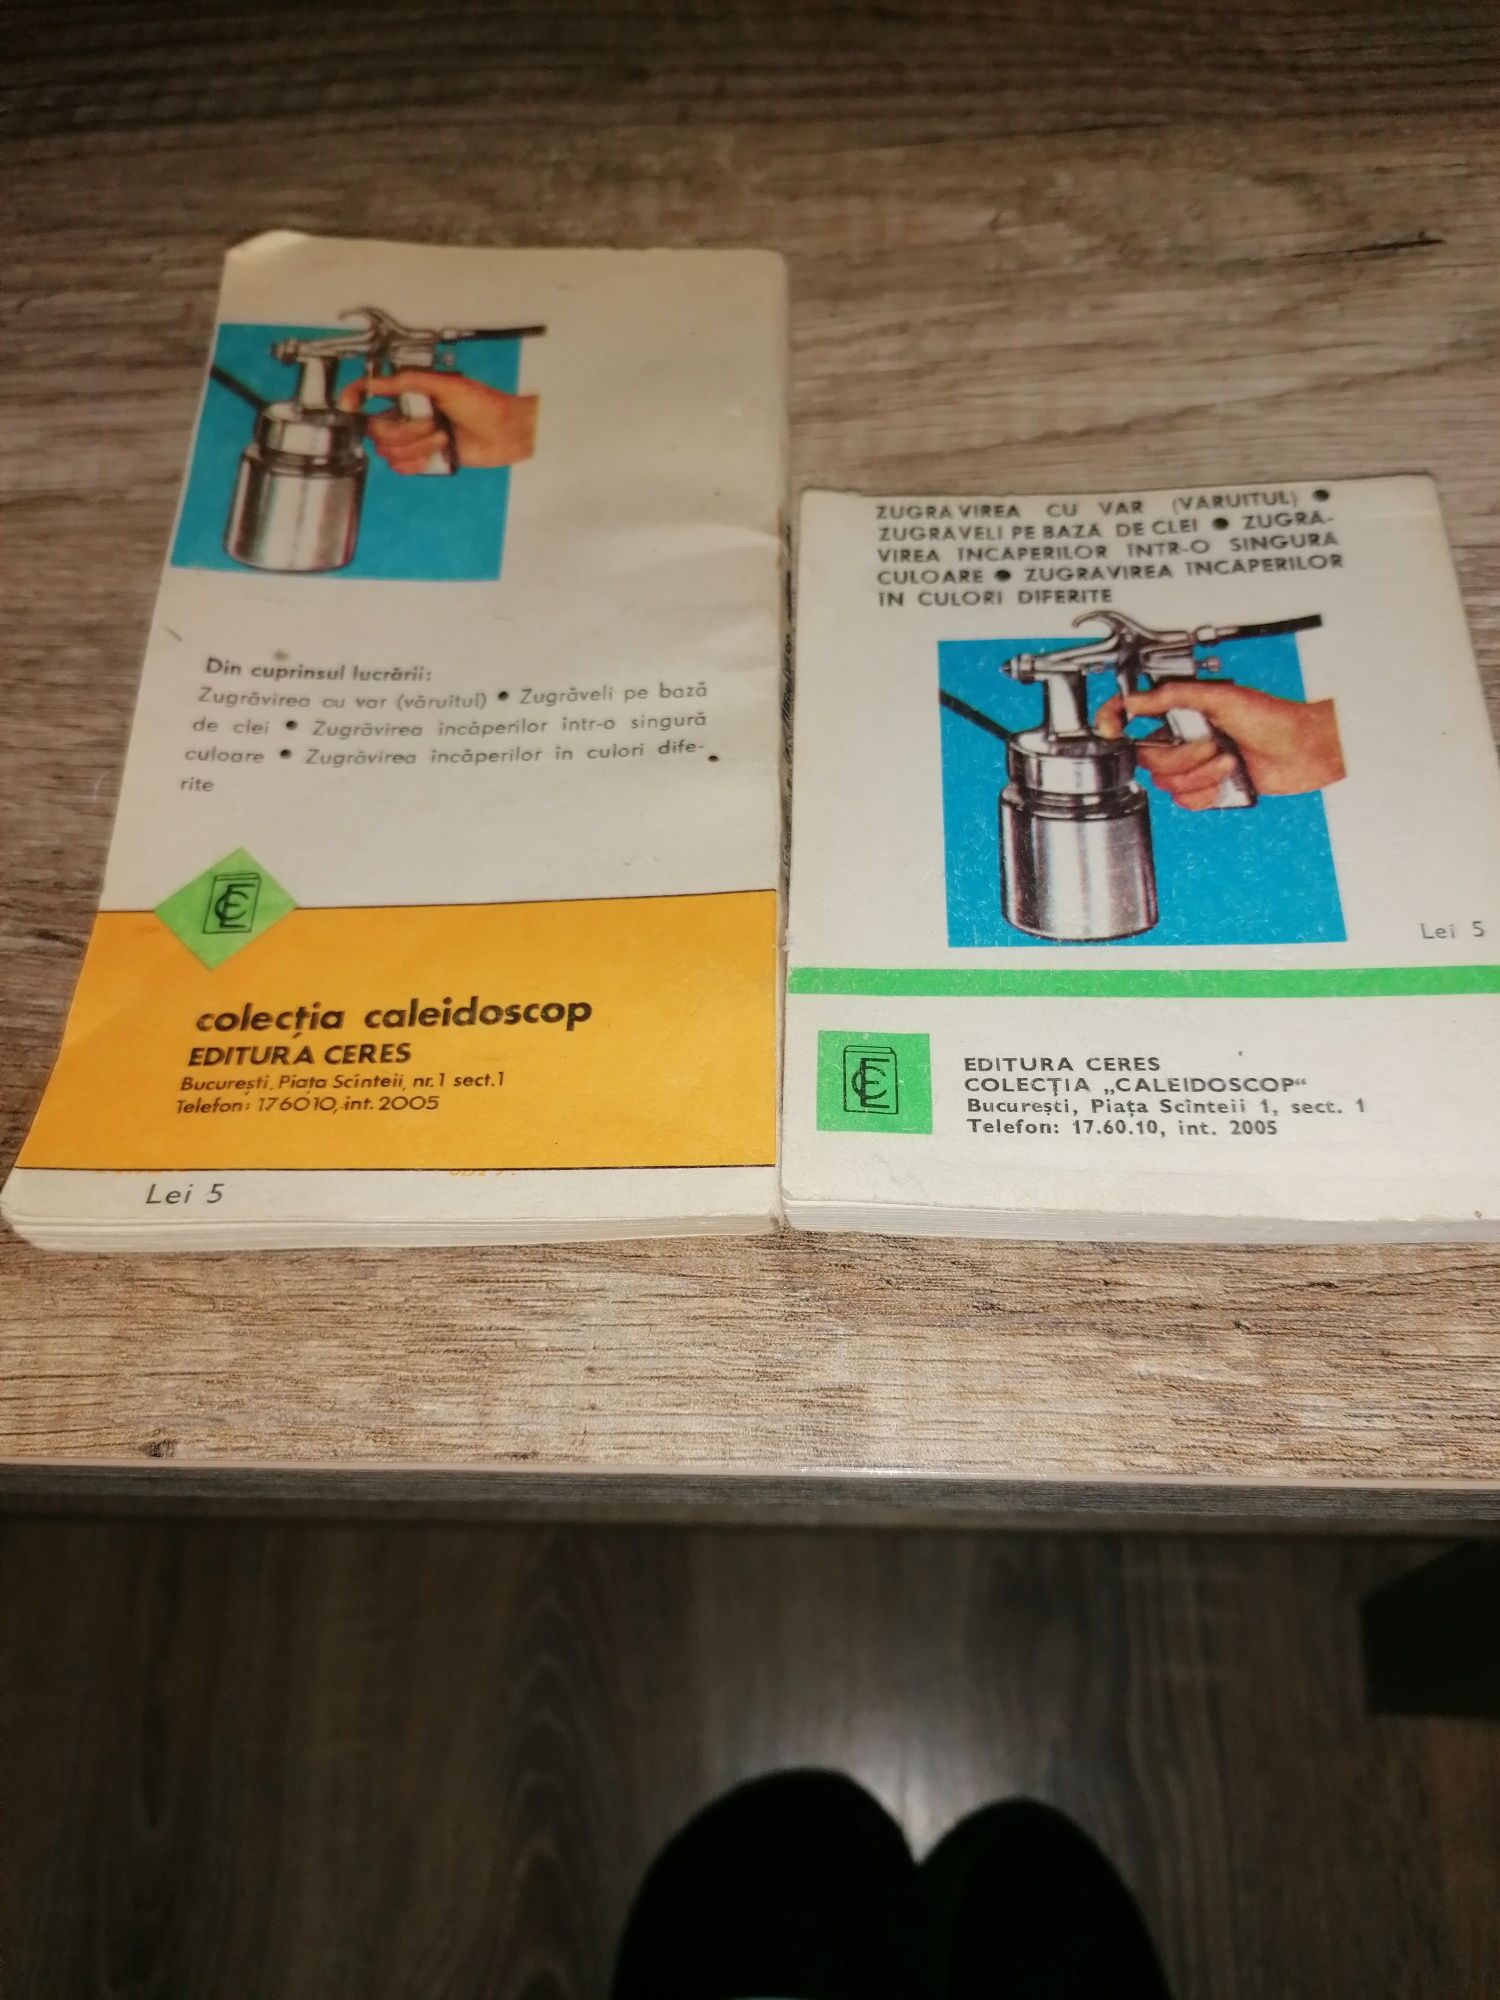 Din cuprinsul lucrării:
Zugrăvirea cu var (văruitul) ● Zugrăveli pe bază
de clei ● Zugrăvirea încăperilor într-o singură
culoare ● Zugrăvirea încăperilor în culori dife-
rite
CE
colecția caleidoscop
EDITURA CERES
București, Piața Scînteii, nr. 1 sect. 1
Telefon: 176010, int. 2005
Lei 5
ZUGRAVIREA CU VAR (VARUITUL) ●
ZUGRAVELI PE BAZA DE CLEI ● ZUGRA-
VIREA INCAPERILOR INTR-O SINGURA
CULOARE ● ZUGRAVIREA INCAPERILOR
IN CULORI DIFERITE
Lei 5
CE
EDITURA CERES
COLECȚIA „CALEIDOSCOP“
București, Piața Scînteii 1, sect. 1
Telefon: 17.60.10, int. 2005